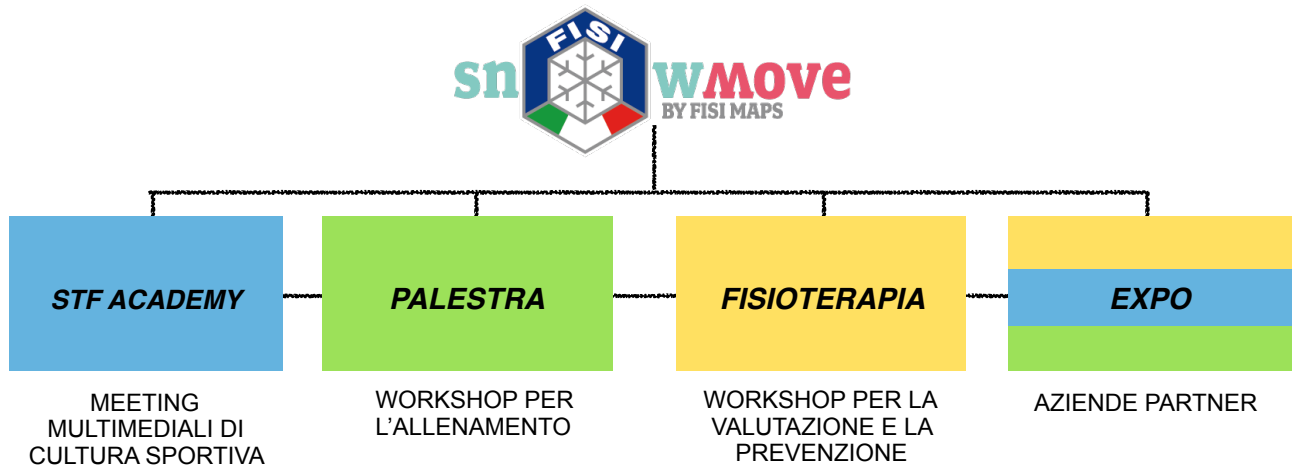 FISI
snowmove
BY FISI MAPS
STF ACADEMY
PALESTRA
FISIOTERAPIA
EXPO
MEETING
MULTIMEDIALI DI
CULTURA SPORTIVA
WORKSHOP PER
L’ALLENAMENTO
WORKSHOP PER LA
VALUTAZIONE E LA
PREVENZIONE
AZIENDE PARTNER